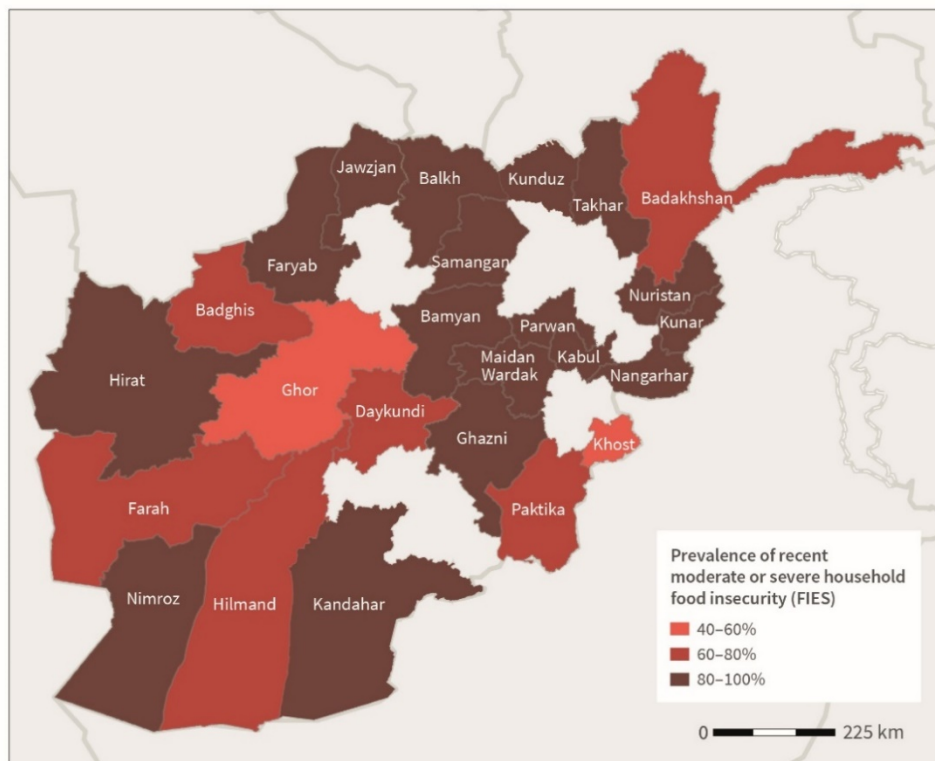 Jawzjan
Balkh
Kunduz
Takhar
Badakhshan
Faryab
Samangan
Badghis
Nuristan
Bamyan
Parwan
Kunar
Hirat
Maidan
Wardak
Kabul
Nangarhar
Ghor
Daykundi
Ghazni
Khost
Farah
Paktika
Nimroz
Hilmand
Kandahar
Prevalence of recent
moderate or severe household
food insecurity (FIES)
40–60%
60–80%
80–100%
0 225 km